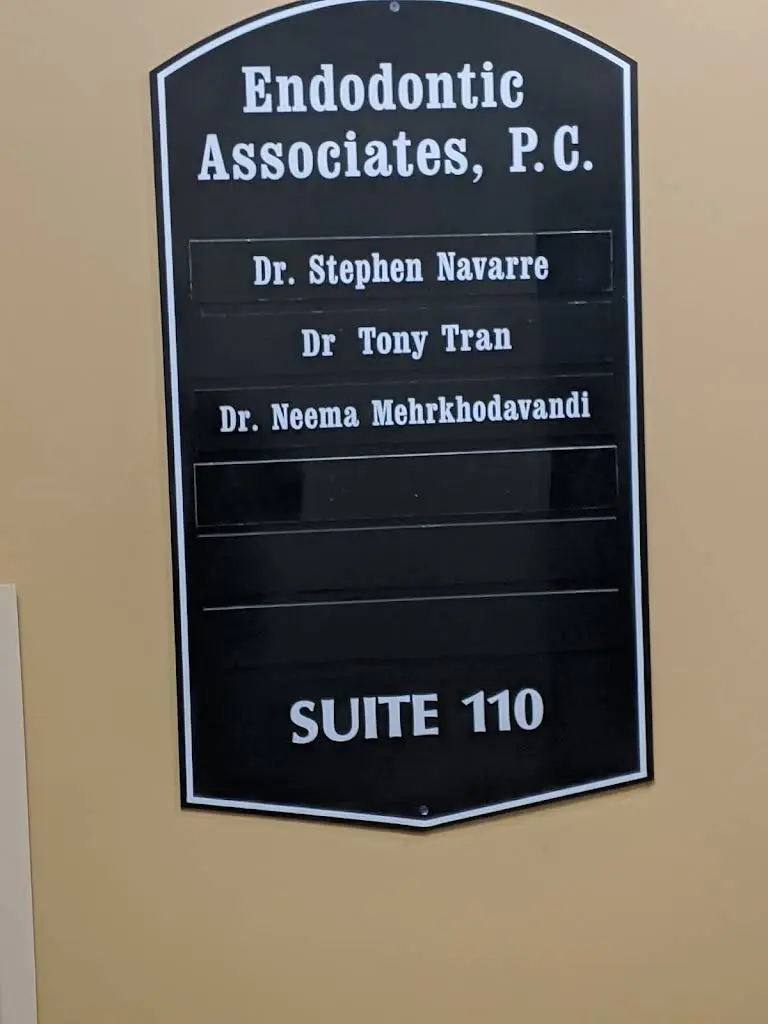 Endodontic
Associates, P.C.
Dr. Stephen Navarre
Dr Tony Tran
Dr. Neema Mehrkhodavandi
SUITE 110